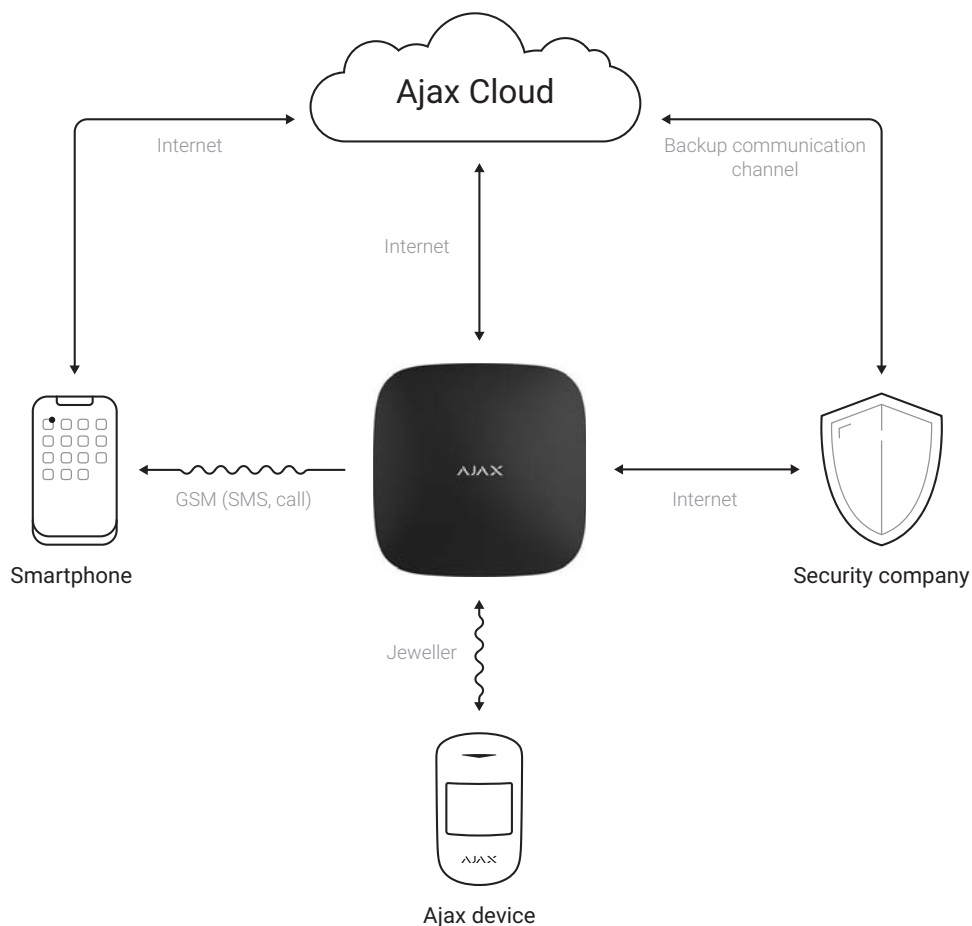 Ajax Cloud
Internet
Backup communication
channel
Internet
AJAX
GSM (SMS, call)
Internet
Smartphone
Security company
Jeweller
AJAX
Ajax device